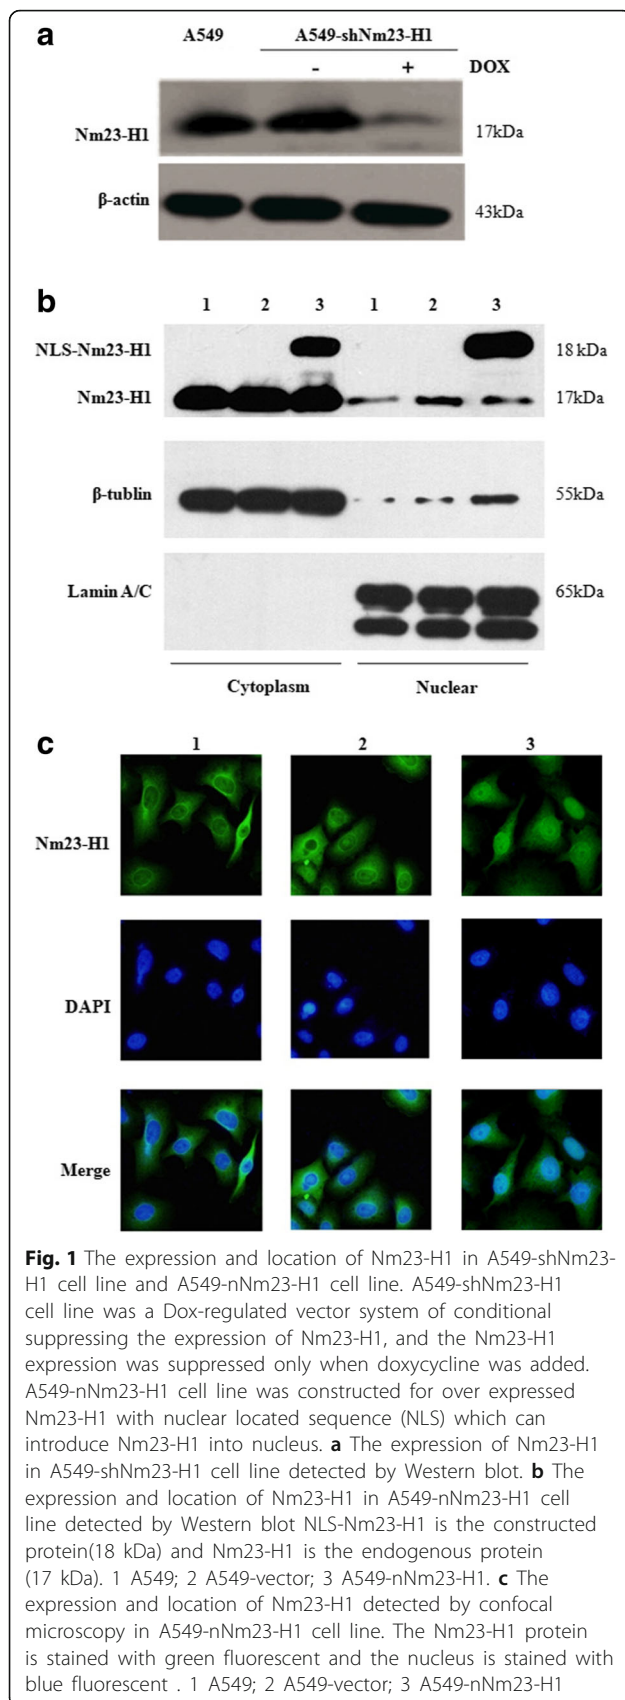 a
A549 A549-shNm23-H1
- + DOX
Nm23-H1 17kDa
β-actin 43kDa
b
1 2 3 1 2 3
NLS-Nm23-H1 18kDa
Nm23-H1 17kDa
β-tublin 55kDa
Lamin A/C 65kDa
Cytoplasm Nuclear
c
1 2 3
Nm23-H1
DAPI
Merge
Fig. 1 The expression and location of Nm23-H1 in A549-shNm23-
H1 cell line and A549-nNm23-H1 cell line. A549-shNm23-H1
cell line was a Dox-regulated vector system of conditional
suppressing the expression of Nm23-H1, and the Nm23-H1
expression was suppressed only when doxycycline was added.
A549-nNm23-H1 cell line was constructed for over expressed
Nm23-H1 with nuclear located sequence (NLS) which can
introduce Nm23-H1 into nucleus. a The expression of Nm23-H1
in A549-shNm23-H1 cell line detected by Western blot. b The
expression and location of Nm23-H1 in A549-nNm23-H1 cell
line detected by Western blot NLS-Nm23-H1 is the constructed
protein(18 kDa) and Nm23-H1 is the endogenous protein
(17 kDa). 1 A549; 2 A549-vector; 3 A549-nNm23-H1. c The
expression and location of Nm23-H1 detected by confocal
microscopy in A549-nNm23-H1 cell line. The Nm23-H1 protein
is stained with green fluorescent and the nucleus is stained with
blue fluorescent . 1 A549; 2 A549-vector; 3 A549-nNm23-H1